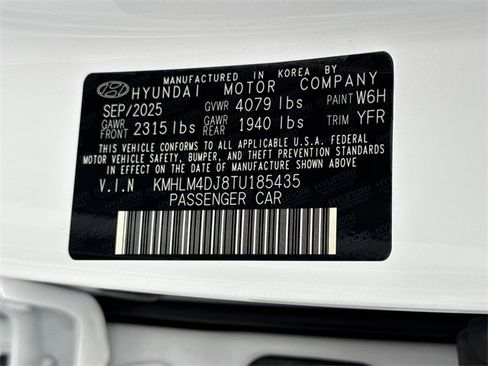 MANUFACTURED IN KOREA BY
HYUNDAI MOTOR COMPANY
SEP/2025 GVWR 4079 lbs PAINT W6H
GAWR FRONT 2315 lbs GAWR REAR 1940 lbs TRIM YFR
THIS VEHICLE CONFORMS TO ALL APPLICABLE U.S.A. FEDERAL
MOTOR VEHICLE SAFETY, BUMPER, AND THEFT
PREVENTION STANDARDS IN EFFECT ON THE DATE OF
MANUFACTURE SHOWN ABOVE.
V.I.N KMHLM4DJ8TU185435
PASSENGER CAR